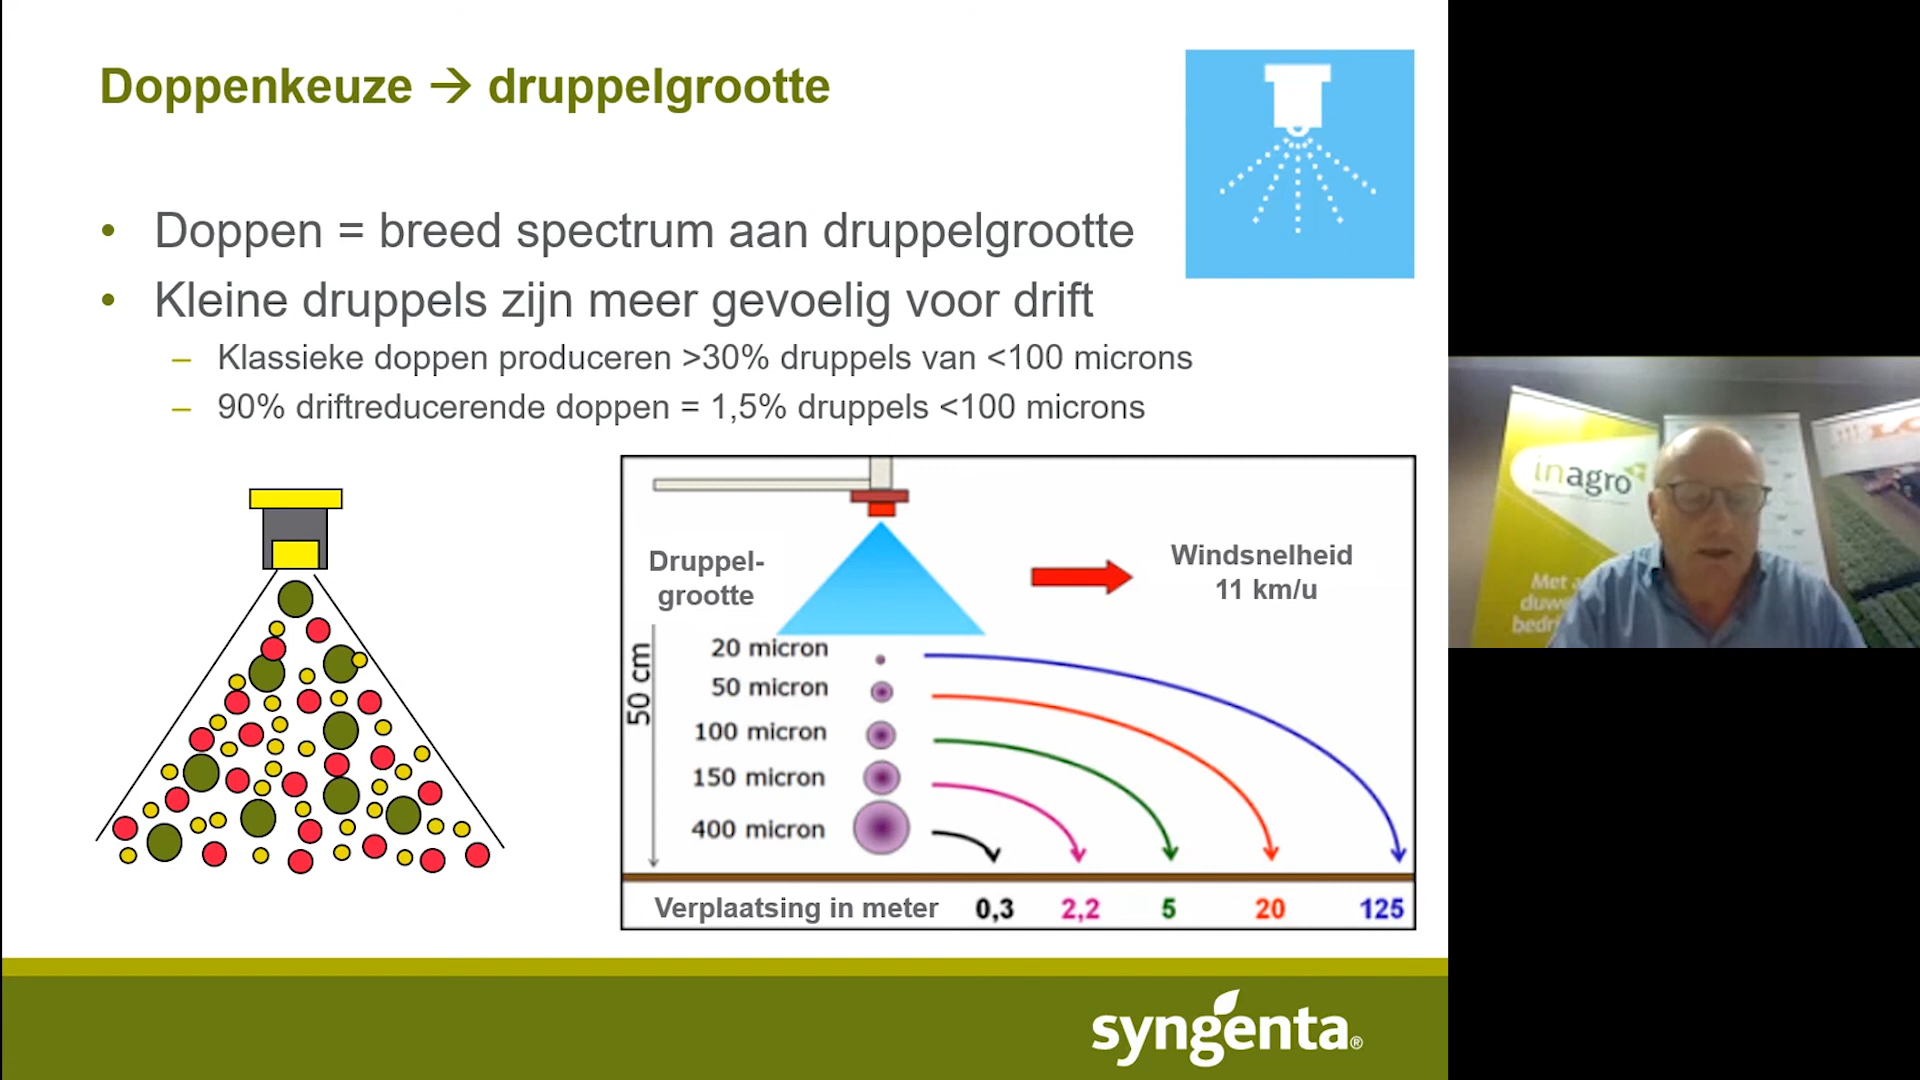 Doppenkeuze → druppelgrootte
• Doppen = breed spectrum aan druppelgrootte
• Kleine druppels zijn meer gevoelig voor drift
– Klassieke doppen produceren >30% druppels van <100 microns
– 90% driftreducerende doppen = 1,5% druppels <100 microns
Druppel-
grootte
Windsnelheid
11 km/u
50 cm
20 micron
50 micron
100 micron
150 micron
400 micron
Verplaatsing in meter 0,3 2,2 5 20 125
syngenta®
inagro
Met